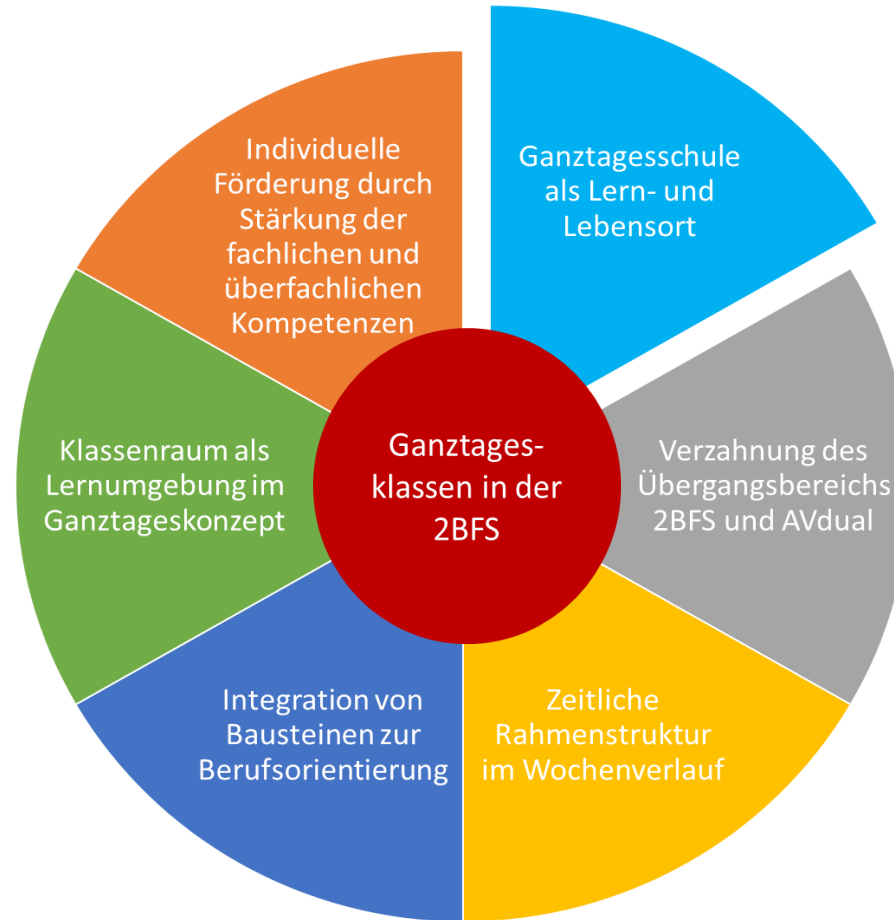 Individuelle
Förderung durch
Stärkung der
fachlichen und
überfachlichen
Kompetenzen
Ganztagesschule
als Lern- und
Lebensort
Klassenraum als
Lernumgebung im
Ganztageskonzept
Ganztages-
klassen in der
2BFS
Verzahnung des
Übergangsbereichs
2BFS und AVdual
Integration von
Bausteinen zur
Berufsorientierung
Zeitliche
Rahmenstruktur
im Wochenverlauf